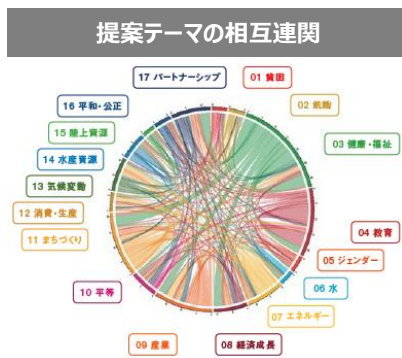 提案テーマの相互連関
17 パートナーシップ
01 貧困
16 平和・公正
02 飢餓
15 陸上資源
03 健康・福祉
14 水産資源
13 気候変動
12 消費・生産
04 教育
11 まちづくり
05 ジェンダー
06 水
10 平等
07 エネルギー
09 産業
08 経済成長